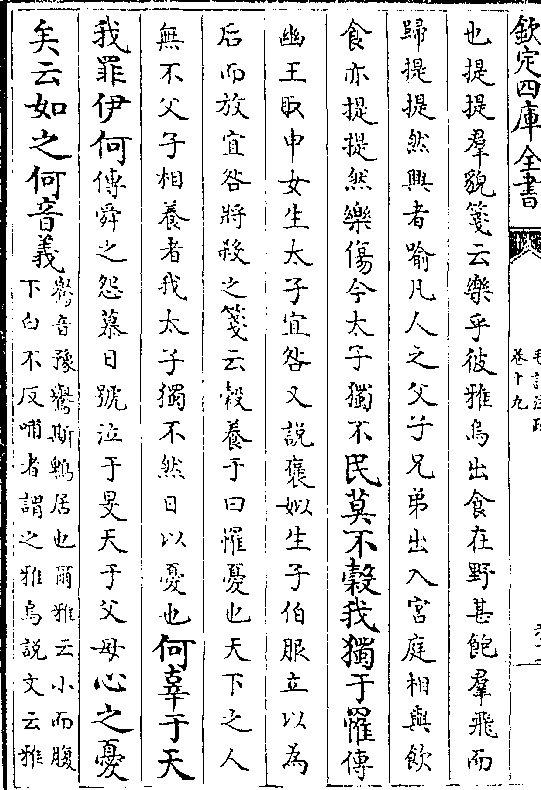 欽定四庫全書
毛詩注疏
卷十九
也提提羣貌箋云樂乎彼雅烏出食在野甚飽羣飛而
歸提提然興者喻凡人之父子兄弟出入宮庭相與飲
食亦提提然樂傷今太子獨不民莫不穀我獨于罹傳
幽王取申女生太子宜咎又說褒姒生子伯服立以為
后而放宜咎將殺之箋云穀養于曰罹憂也天下之人
無不父子相養者我太子獨不然日以憂也何辜于天
我罪伊何傳舜之怨慕日號泣于旻天于父母心之憂
矣云如之何音義
鸒音豫鸒斯鵯居也爾雅云小而腹
下白不反哺者謂之雅烏說文云雅